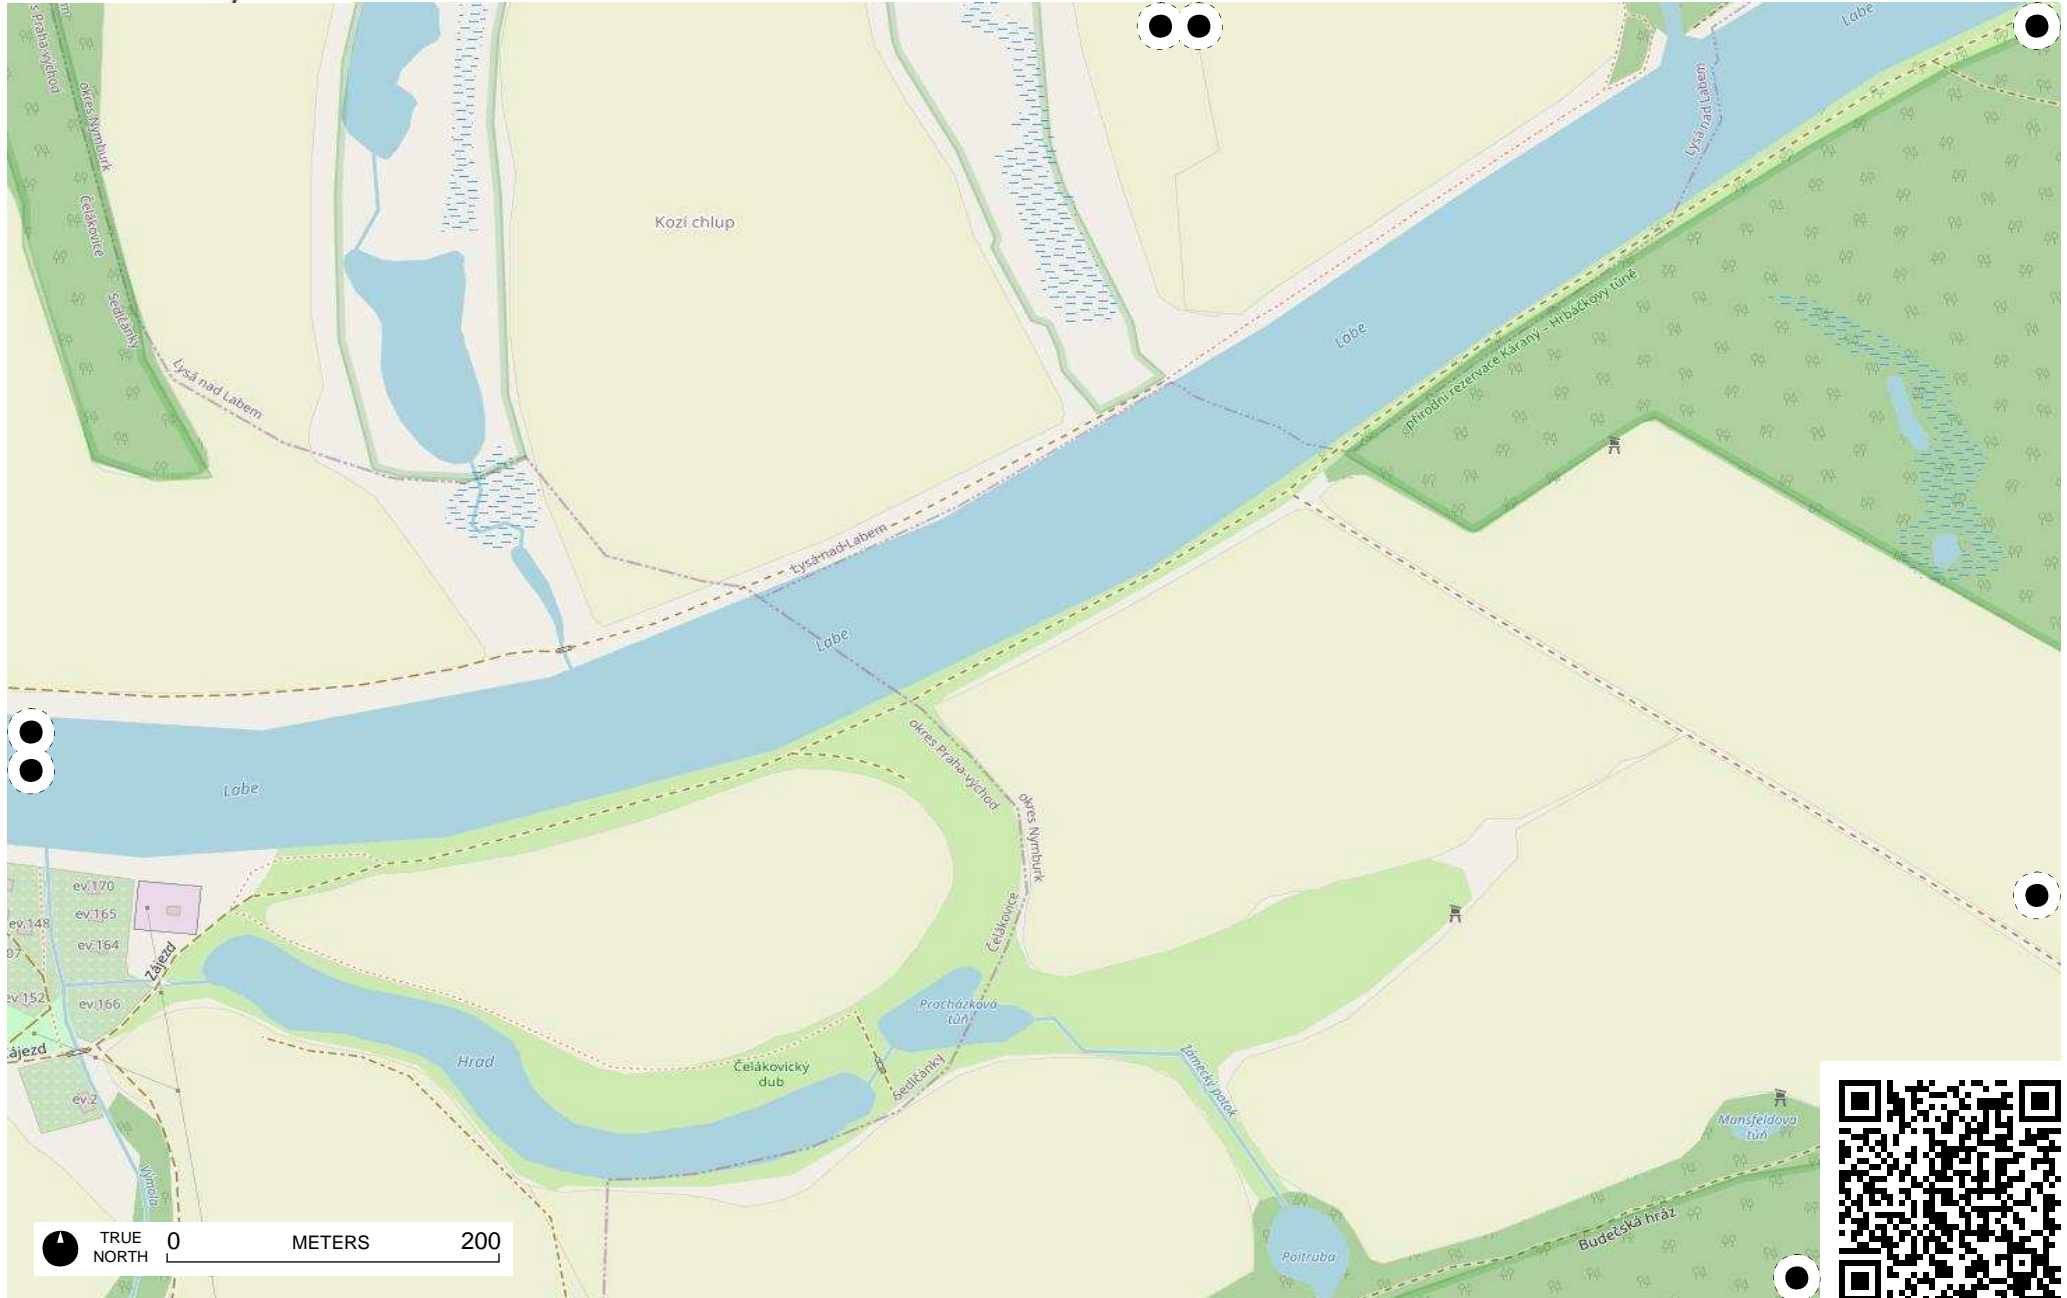 s Praha-východ
okres Nymburk
Čelákovice
Sedlčánky
Lysá nad Labem
Kozí chlup
Labe
Lysá nad Labem
Labe
přírodní rezervace Káraný – Hrbáčkovy tůně
Lysá nad Labem
Labe
Labe
okres Praha-východ
okres Nymburk
Čelákovice
Sedlčánky
ev.170
ev.165
ev.148
ev.164
07
ev.152
ev.166
Zájezd
ájezd
ev.2
Výmola
Hrad
Procházkova
tůň
Čelákovický
dub
Zámecký potok
Mansfeldova
tůň
Budečská hráz
Poltruba
TRUE
NORTH
0 METERS 200